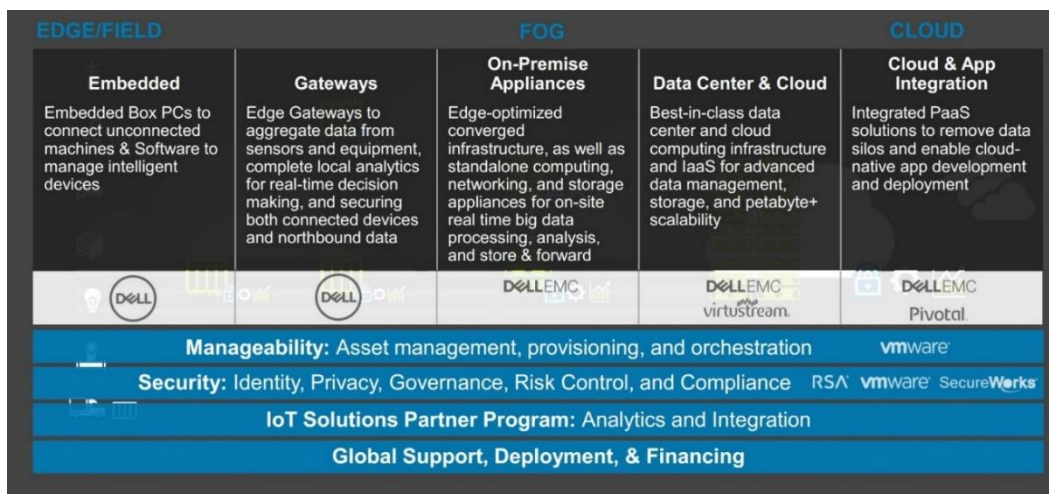 EDGE/FIELD
FOG
CLOUD
Embedded
Embedded Box PCs to
connect unconnected
machines & Software to
manage intelligent
devices
Gateways
Edge Gateways to
aggregate data from
sensors and equipment,
complete local analytics
for real-time decision
making, and securing
both connected devices
and northbound data
On-Premise
Appliances
Edge-optimized
converged
infrastructure, as well as
standalone computing,
networking, and storage
appliances for on-site
real time big data
processing, analysis,
and store & forward
Data Center & Cloud
Best-in-class data
center and cloud
computing infrastructure
and IaaS for advanced
data management,
storage, and petabyte+
scalability
Cloud & App
Integration
Integrated PaaS
solutions to remove data
silos and enable cloud-
native app development
and deployment
DELL
DELL
DELLEMC
DELLEMC
virtustream.
DELLEMC
Pivotal.
Manageability: Asset management, provisioning, and orchestration vmware
Security: Identity, Privacy, Governance, Risk Control, and Compliance RSA vmware SecureWorks
IoT Solutions Partner Program: Analytics and Integration
Global Support, Deployment, & Financing